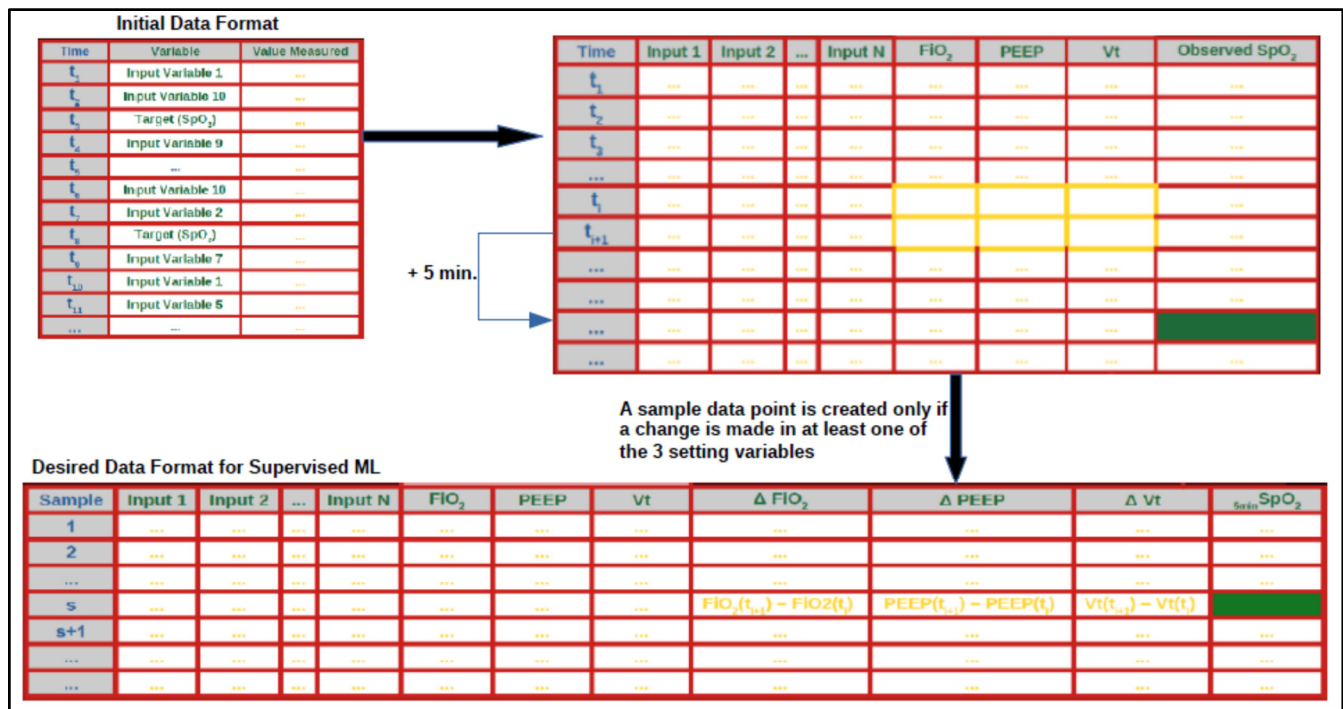 Initial Data Format
Time Variable Value Measured
t1 Input Variable 1 ...
t2 Input Variable 10 ...
t3 Target (SpO2) ...
t4 Input Variable 9 ...
t5 ... ...
t6 Input Variable 10 ...
t7 Input Variable 2 ...
t8 Target (SpO2) ...
t9 Input Variable 7 ...
t10 Input Variable 1 ...
t11 Input Variable 5 ...
... ... ...
Time Input 1 Input 2 ... Input N FiO2 PEEP Vt Observed SpO2
t1 ... ... ... ... ... ... ... ...
t2 ... ... ... ... ... ... ... ...
t3 ... ... ... ... ... ... ... ...
... ... ... ... ... ... ... ... ...
ti ... ... ... ... ...
ti+1 ... ... ... ... ...
... ... ... ... ... ... ... ... ...
... ... ... ... ... ... ... ... ...
... ... ... ... ... ... ... ...
... ... ... ... ... ... ... ... ...
+ 5 min.
A sample data point is created only if
a change is made in at least one of
the 3 setting variables
Desired Data Format for Supervised ML
Sample Input 1 Input 2 ... Input N FiO2 PEEP Vt Δ FiO2 Δ PEEP Δ Vt 5minSpO2
1 ... ... ... ... ... ... ... ... ... ... ...
2 ... ... ... ... ... ... ... ... ... ... ...
... ... ... ... ... ... ... ... ... ... ... ...
s ... ... ... ... ... ... ... FiO2(ti+1) – FiO2(ti) PEEP(ti+1) – PEEP(ti) Vt(ti+1) – Vt(ti)
s+1 ... ... ... ... ... ... ... ... ... ... ...
... ... ... ... ... ... ... ... ... ... ... ...
... ... ... ... ... ... ... ... ... ... ... ...